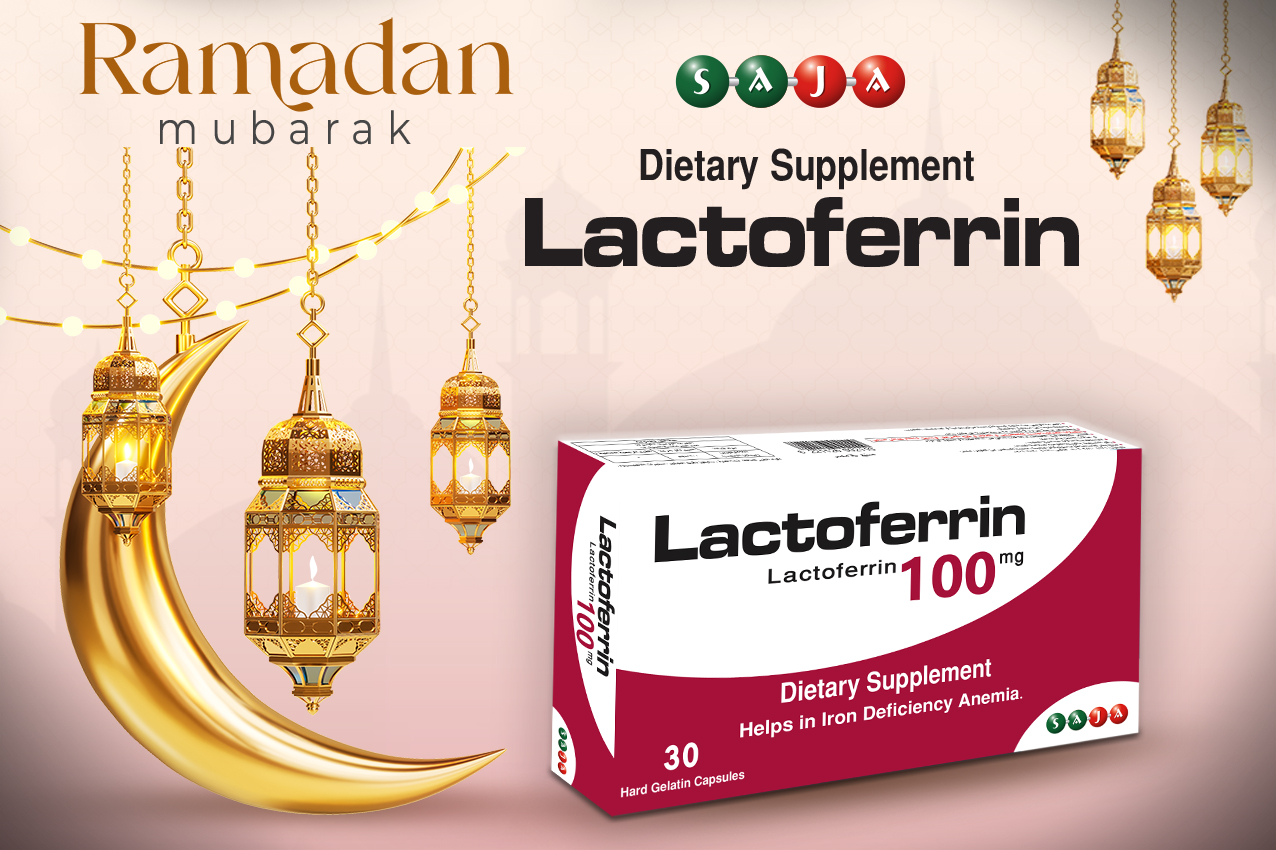 Ramadan
mubarak
SAJA
Dietary Supplement
Lactoferrin
Lactoferrin
Lactoferrin 100 mg
Dietary Supplement
Helps in Iron Deficiency Anemia.
30
Hard Gelatin Capsules
SAJA
Lactoferrin
Lactoferrin 100 mg
SAJA